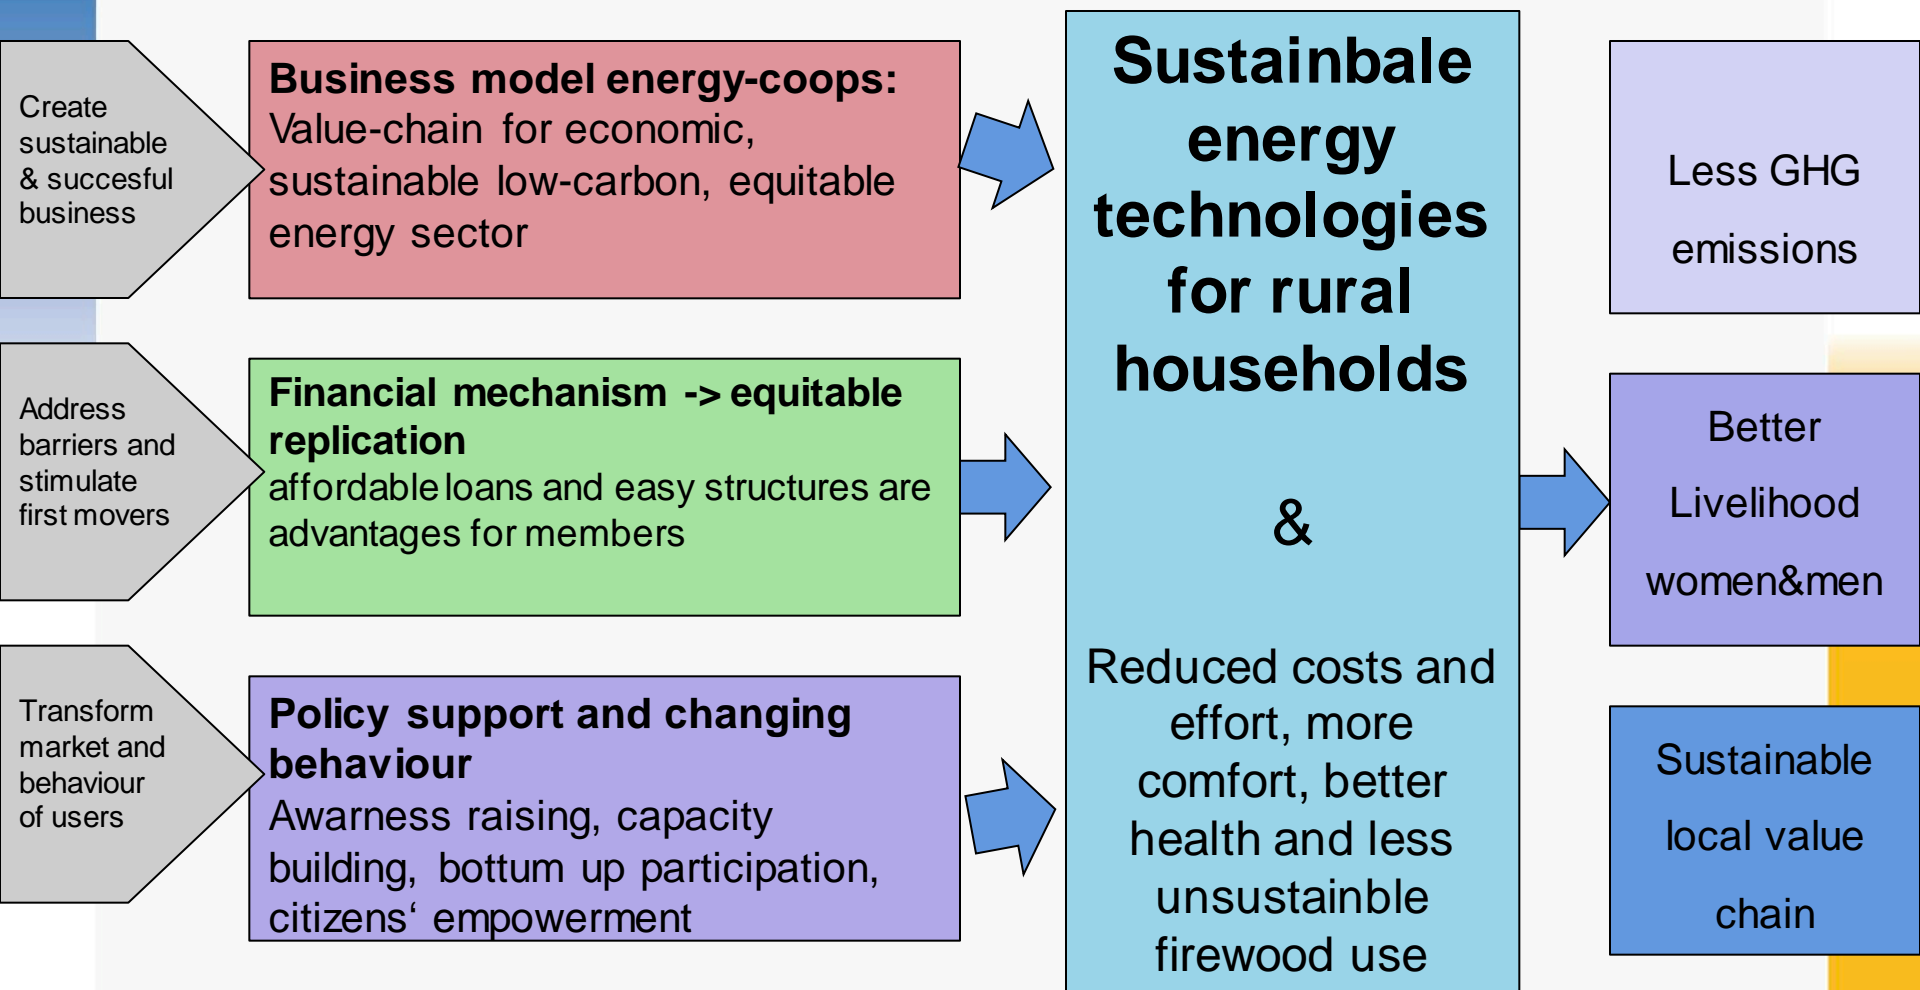 Create
sustainable
& succesful
business
Business model energy-coops:
Value-chain for economic,
sustainable low-carbon, equitable
energy sector
Address
barriers and
stimulate
first movers
Financial mechanism -> equitable
replication
affordable loans and easy structures are
advantages for members
Transform
market and
behaviour
of users
Policy support and changing
behaviour
Awarness raising, capacity
building, bottum up participation,
citizens‘ empowerment
Sustainbale
energy
technologies
for rural
households
&
Reduced costs and
effort, more
comfort, better
health and less
unsustainble
firewood use
Less GHG
emissions
Better
Livelihood
women&men
Sustainable
local value
chain